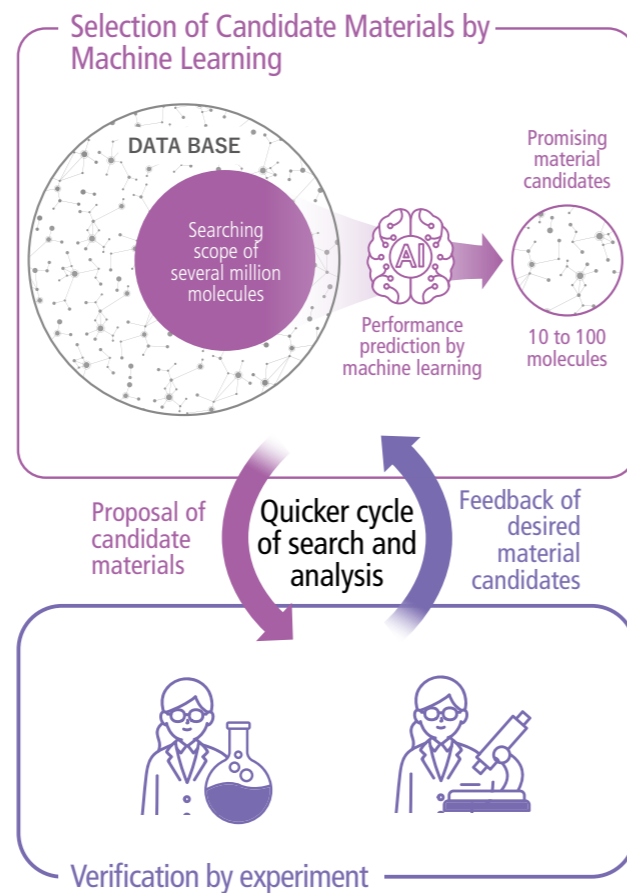 Selection of Candidate Materials by
Machine Learning
DATA BASE
Searching
scope of
several million
molecules
AI
Performance
prediction by
machine learning
Promising
material
candidates
10 to 100
molecules
Proposal of
candidate
materials
Quicker cycle
of search and
analysis
Feedback of
desired
material
candidates
Verification by experiment